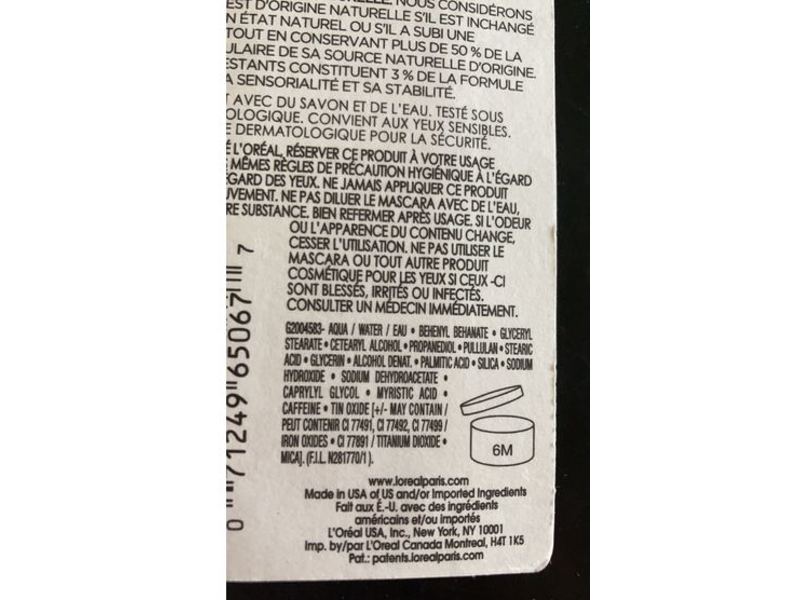 NOUS CONSIDÉRONS
EST D'ORIGINE NATURELLE S'IL EST INCHANGÉ
N ÉTAT NATUREL OU S'IL A SUBI UNE
TOUT EN CONSERVANT PLUS DE 50 % DE LA
ULAIRE DE SA SOURCE NATURELLE D'ORIGINE.
ESTANTS CONSTITUENT 3 % DE LA FORMULE
A SENSORIALITÉ ET SA STABILITÉ.
T AVEC DU SAVON ET DE L'EAU. TESTÉ SOUS
OLOGIQUE. CONVIENT AUX YEUX SENSIBLES.
E DERMATOLOGIQUE POUR LA SÉCURITÉ.
É L'ORÉAL, RÉSERVER CE PRODUIT À VOTRE USAGE
MÊMES RÈGLES DE PRÉCAUTION HYGIÉNIQUE À L'ÉGARD
ÉGARD DES YEUX. NE JAMAIS APPLIQUER CE PRODUIT
UVEMENT. NE PAS DILUER LE MASCARA AVEC DE L'EAU,
RE SUBSTANCE. BIEN REFERMER APRÈS USAGE. SI L'ODEUR
OU L'APPARENCE DU CONTENU CHANGE,
CESSER L'UTILISATION. NE PAS UTILISER LE
MASCARA OU TOUT AUTRE PRODUIT
COSMÉTIQUE POUR LES YEUX SI CEUX -CI
SONT BLESSÉS, IRRITÉS OU INFECTÉS.
CONSULTER UN MÉDECIN IMMÉDIATEMENT.
0 71249 65067 7
G2004583- AQUA / WATER / EAU • BEHENYL BEHANATE • GLYCERYL
STEARATE • CETEARYL ALCOHOL • PROPANEDIOL • PULLULAN • STEARIC
ACID • GLYCERIN • ALCOHOL DENAT. • PALMITIC ACID • SILICA • SODIUM
HYDROXIDE • SODIUM DEHYDROACETATE •
CAPRYLYL GLYCOL • MYRISTIC ACID •
CAFFEINE • TIN OXIDE [+/- MAY CONTAIN /
PEUT CONTENIR CI 77491, CI 77492, CI 77499 /
IRON OXIDES • CI 77891 / TITANIUM DIOXIDE •
MICA]. (F.I.L. N281770/1 ).
6M
www.lorealparis.com
Made in USA of US and/or Imported Ingredients
Fait aux É.-U. avec des ingrédients
américains et/ou importés
L'Oréal USA, Inc., New York, NY 10001
Imp. by/par L'Oreal Canada Montreal, H4T 1K5
Pat.: patents.lorealparis.com